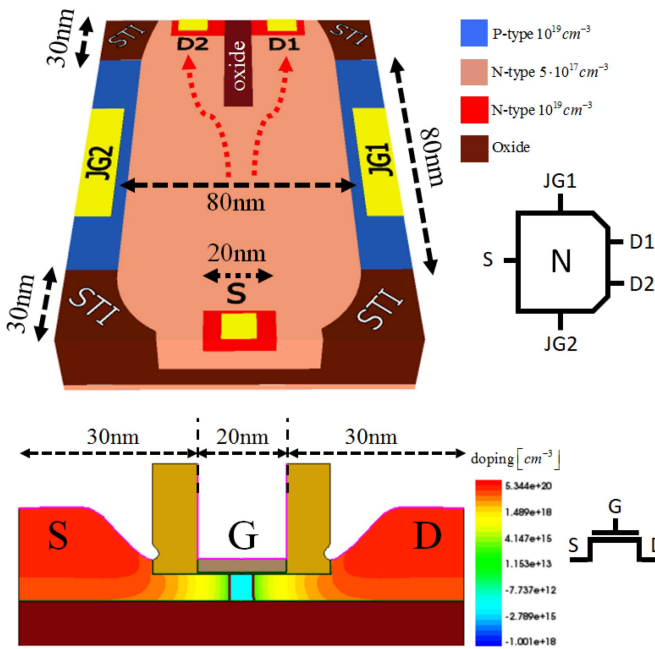 30nm
STI
D2
D1
STI
oxide
JG2
JG1
80nm
80nm
20nm
S
30nm
STI
STI
P-type 10^{19}cm^{-3}
N-type 5·10^{17}cm^{-3}
N-type 10^{19}cm^{-3}
Oxide
JG1
S
N
D1
D2
JG2
30nm
20nm
30nm
S
G
D
doping[cm^{-3}]
5.344e+20
1.489e+18
4.147e+15
1.153e+13
-7.737e+12
-2.789e+15
-1.001e+18
G
S
D